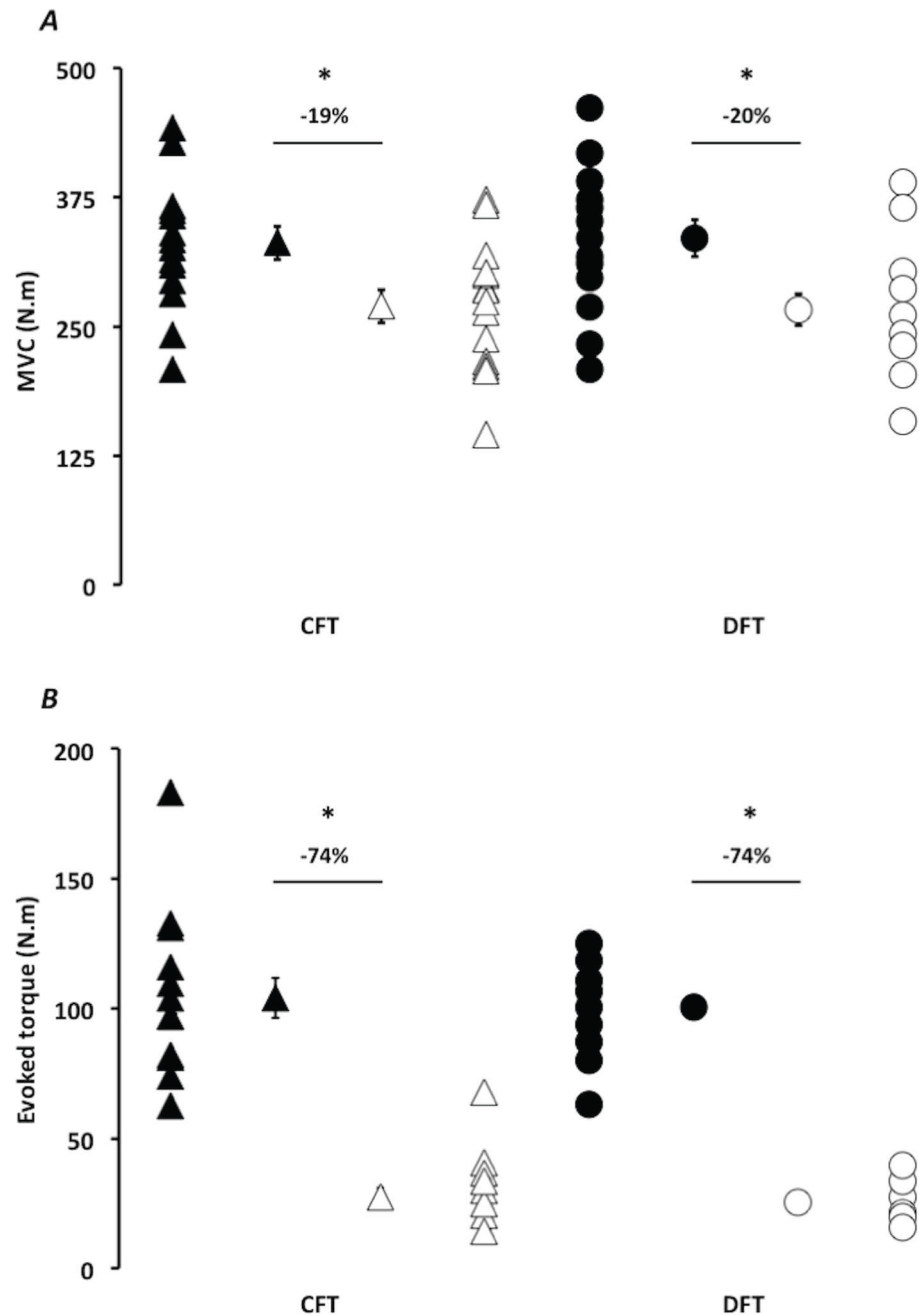 A
500
375
250
125
0
MVC (N.m)
*
-19%
*
-20%
CFT
DFT
B
200
150
100
50
0
Evoked torque (N.m)
*
-74%
*
-74%
CFT
DFT